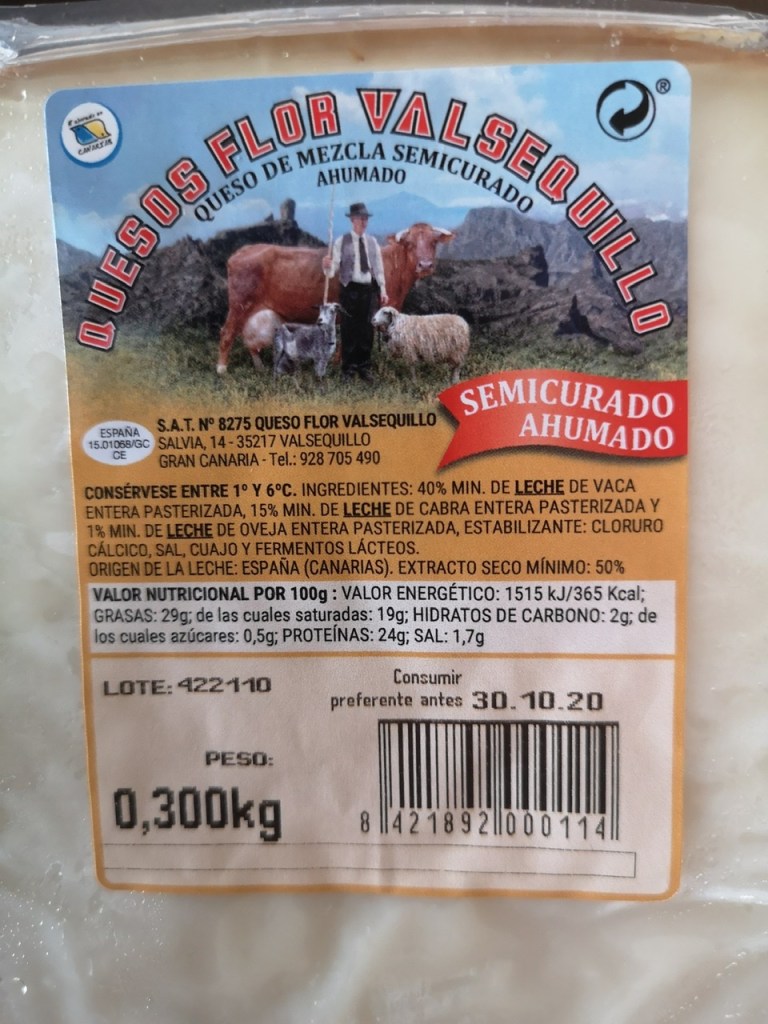 ®
QUESOS FLOR VALSEQUILLO
QUESO DE MEZCLA SEMICURADO
AHUMADO
CANARIAS
SEMICURADO
AHUMADO
ESPAÑA
15.01068/GC
CE
S.A.T. Nº 8275 QUESO FLOR VALSEQUILLO
SALVIA, 14 - 35217 VALSEQUILLO
GRAN CANARIA - Tel.: 928 705 490
CONSÉRVESE ENTRE 1º Y 6ºC. INGREDIENTES: 40% MIN. DE LECHE DE VACA
ENTERA PASTERIZADA, 15% MIN. DE LECHE DE CABRA ENTERA PASTERIZADA Y
1% MIN. DE LECHE DE OVEJA ENTERA PASTERIZADA, ESTABILIZANTE: CLORURO
CÁLCICO, SAL, CUAJO Y FERMENTOS LÁCTEOS.
ORIGEN DE LA LECHE: ESPAÑA (CANARIAS). EXTRACTO SECO MÍNIMO: 50%
VALOR NUTRICIONAL POR 100g : VALOR ENERGÉTICO: 1515 kJ/365 Kcal;
GRASAS: 29g; de las cuales saturadas: 19g; HIDRATOS DE CARBONO: 2g; de
los cuales azúcares: 0,5g; PROTEÍNAS: 24g; SAL: 1,7g
LOTE: 422110
Consumir
preferente antes 30.10.20
PESO:
0,300kg
8 421892 000114